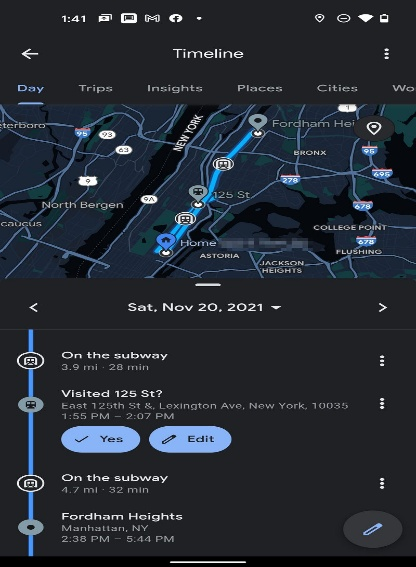 1:41
Timeline
Day Trips Insights Places Cities Wo
eterboro
95
93
63
NEW YORK
Fordham Hei
1
BRONX
95
9
278
695
125 St
North Bergen
9A
678
caucus
COLLEGE POINT
Home
678
ASTORIA
FLUSHING
JACKSON
HEIGHTS
Sat, Nov 20, 2021
On the subway
3.9 mi · 28 min
Visited 125 St?
East 125th St &, Lexington Ave, New York, 10035
1:55 PM – 2:07 PM
Yes
Edit
On the subway
4.7 mi · 32 min
Fordham Heights
Manhattan, NY
2:38 PM – 5:44 PM